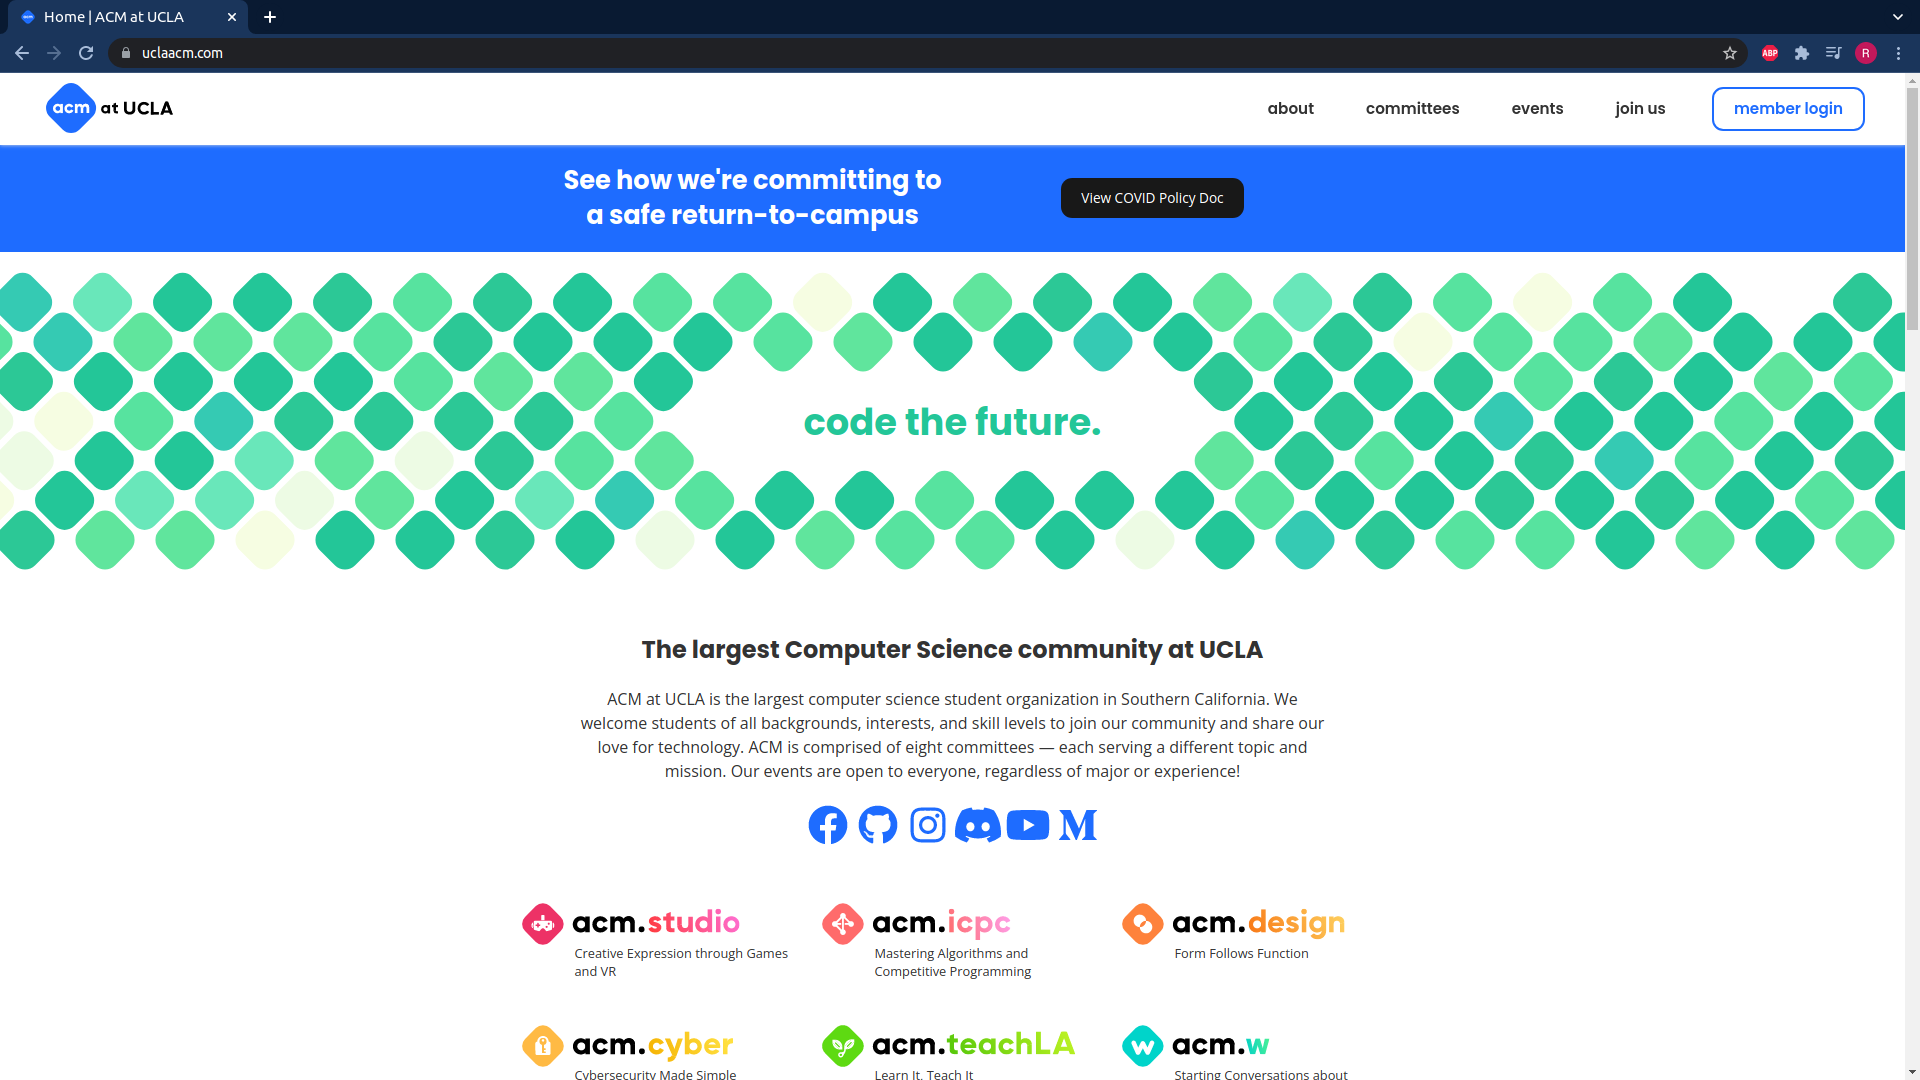 Home | ACM at UCLA
uclaacm.com
ABP
R
acm at UCLA
about
committees
events
join us
member login
See how we're committing to
a safe return-to-campus
View COVID Policy Doc
code the future.
The largest Computer Science community at UCLA
ACM at UCLA is the largest computer science student organization in Southern California. We
welcome students of all backgrounds, interests, and skill levels to join our community and share our
love for technology. ACM is comprised of eight committees — each serving a different topic and
mission. Our events are open to everyone, regardless of major or experience!
acm.studio
Creative Expression through Games
and VR
acm.icpc
Mastering Algorithms and
Competitive Programming
acm.design
Form Follows Function
acm.cyber
Cybersecurity Made Simple
acm.teachLA
Learn It, Teach It
acm.w
Starting Conversations about